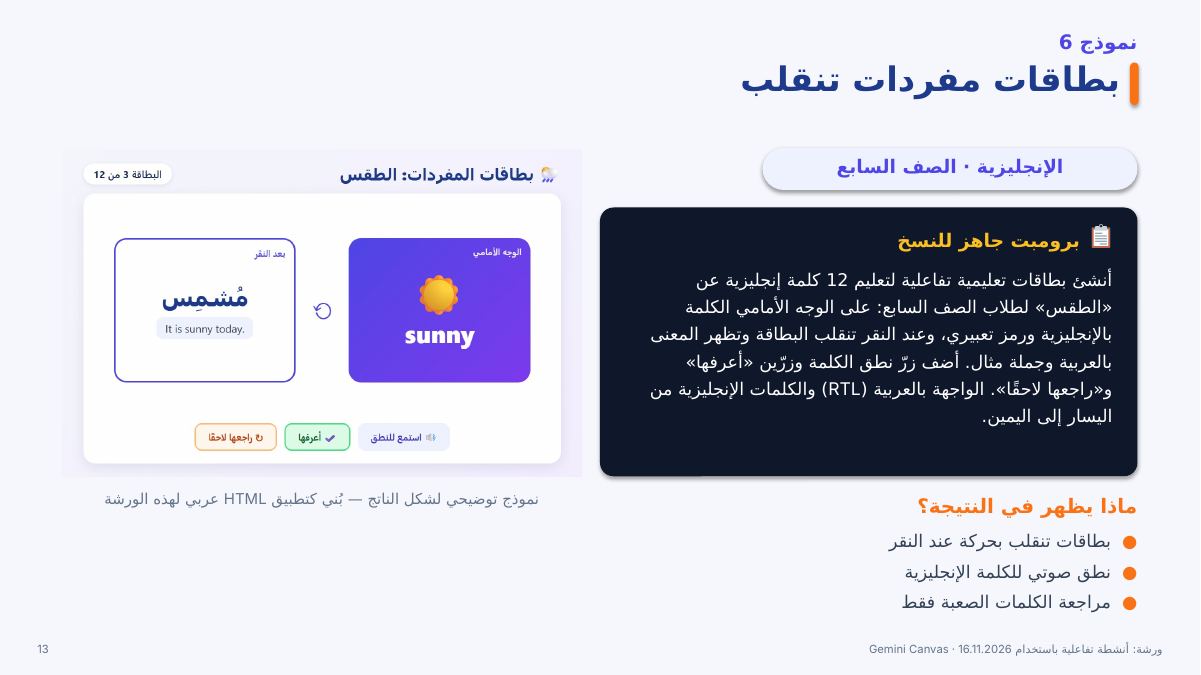 نموذج 6
بطاقات مفردات تنقلب
الإنجليزية · الصف السابع
📋 برومبت جاهز للنسخ
أنشئ بطاقات تعليمية تفاعلية لتعليم 12 كلمة إنجليزية عن
«الطقس» لطلاب الصف السابع: على الوجه الأمامي الكلمة
بالإنجليزية ورمز تعبيري، وعند النقر تنقلب البطاقة وتظهر المعنى
بالعربية وجملة مثال. أضف زرّ نطق الكلمة وزرّين «أعرفها»
و«راجعها لاحقًا». الواجهة بالعربية (RTL) والكلمات الإنجليزية من
اليسار إلى اليمين.
ماذا يظهر في النتيجة؟
بطاقات تنقلب بحركة عند النقر
نطق صوتي للكلمة الإنجليزية
مراجعة الكلمات الصعبة فقط
بطاقات المفردات: الطقس
البطاقة 3 من 12
الوجه الأمامي
sunny
بعد النقر
مُشمِس
It is sunny today.
استمع للنطق
✔ أعرفها
↻ راجعها لاحقًا
نموذج توضيحي لشكل الناتج — بُني كتطبيق HTML عربي لهذه الورشة
ورشة: أنشطة تفاعلية باستخدام Gemini Canvas · 16.11.2026
13